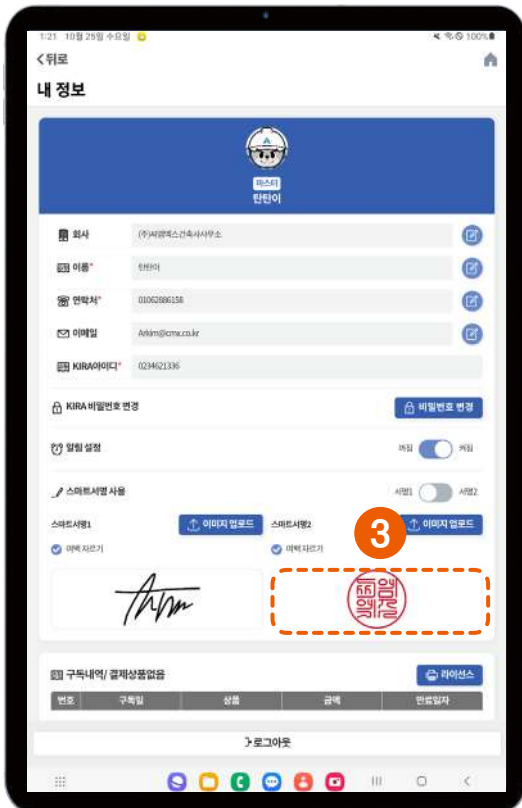 1:21 10월 25일 수요일 100%
뒤로
내 정보
마스터
탄탄이
회사 (주)씨엠엑스건축사사무소
이름* 탄탄이
연락처* 01062886158
이메일 Arkim@cmx.co.kr
KIRA아이디* 0234621336
KIRA 비밀번호 변경 비밀번호 변경
알림 설정 꺼짐 켜짐
스마트서명 사용 서명1 서명2
스마트서명1 이미지 업로드 스마트서명2 이미지 업로드
3
여백 자르기 여백 자르기
구독내역/ 결제상품없음 라이선스
번호 구독일 상품 금액 만료일자
로그아웃